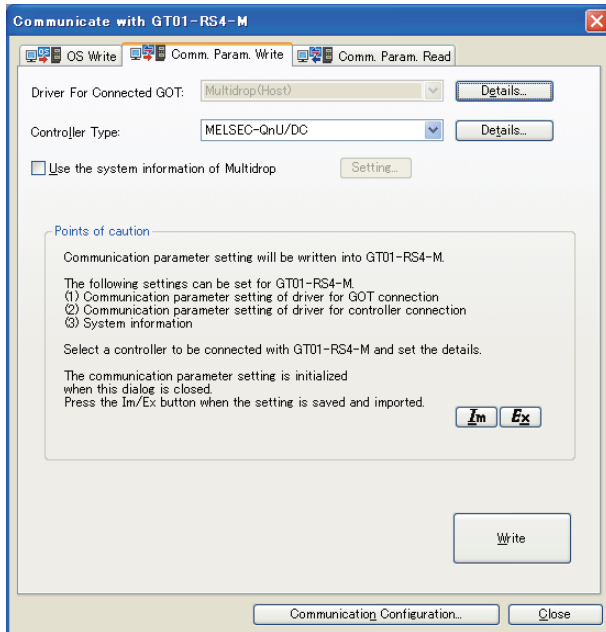 Communicate with GT01-RS4-M
OS Write
Comm. Param. Write
Comm. Param. Read
Driver For Connected GOT:
Multidrop(Host)
Details...
Controller Type:
MELSEC-QnU/DC
Details...
Use the system information of Multidrop
Setting...
Points of caution
Communication parameter setting will be written into GT01-RS4-M.
The following settings can be set for GT01-RS4-M.
(1) Communication parameter setting of driver for GOT connection
(2) Communication parameter setting of driver for controller connection
(3) System information
Select a controller to be connected with GT01-RS4-M and set the details.
The communication parameter setting is initialized
when this dialog is closed.
Press the Im/Ex button when the setting is saved and imported.
Im
Ex
Write
Communication Configuration...
Close